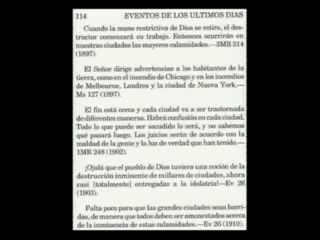 114 EVENTOS DE LOS ULTIMOS DIAS
Cuando la mano restrictiva de Dios se retire, el des-
tructor comenzará su trabajo. Entonces ocurrirán en
nuestras ciudades las mayores calamidades.—3MR 314
(1897).
El Señor dirige advertencias a los habitantes de la
tierra, como en el incendio de Chicago y en los incendios
de Melbourne, Londres y la ciudad de Nueva York.—
Ms 127 (1897).
El fin está cerca y cada ciudad va a ser trastornada
de diferentes maneras. Habrá confusión en cada ciudad.
Todo lo que puede ser sacudido lo será, y no sabemos
qué pasará luego. Los juicios serán de acuerdo con la
maldad de la gente y la luz de verdad que han tenido.—
1MR 248 (1902).
¡Ojalá que el pueblo de Dios tuviera una noción de la
destrucción inminente de millares de ciudades, ahora
casi (totalmente) entregadas a la idolatría!—Ev 26
(1903).
Falta poco para que las grandes ciudades sean barri-
das, de manera que todos deben ser amonestados acerca
de la inminencia de estas calamidades.—Ev 26 (1910).